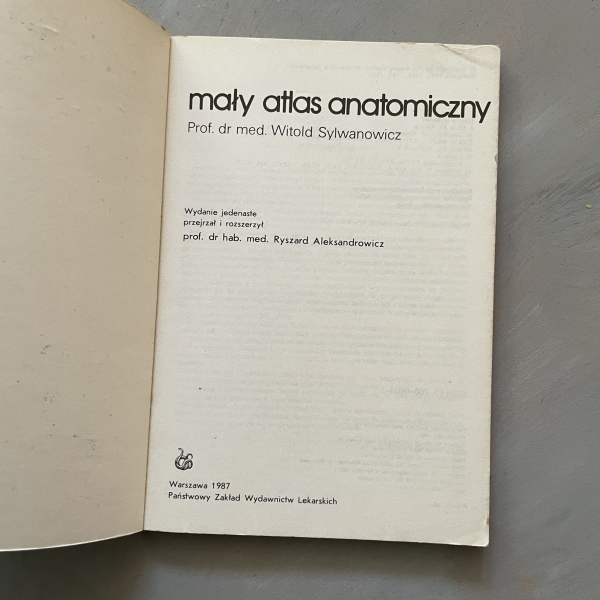 mały atlas anatomiczny
Prof. dr med. Witold Sylwanowicz
Wydanie jedenaste
przejrzał i rozszerzył
prof. dr hab. med. Ryszard Aleksandrowicz
Warszawa 1987
Państwowy Zakład Wydawnictw Lekarskich